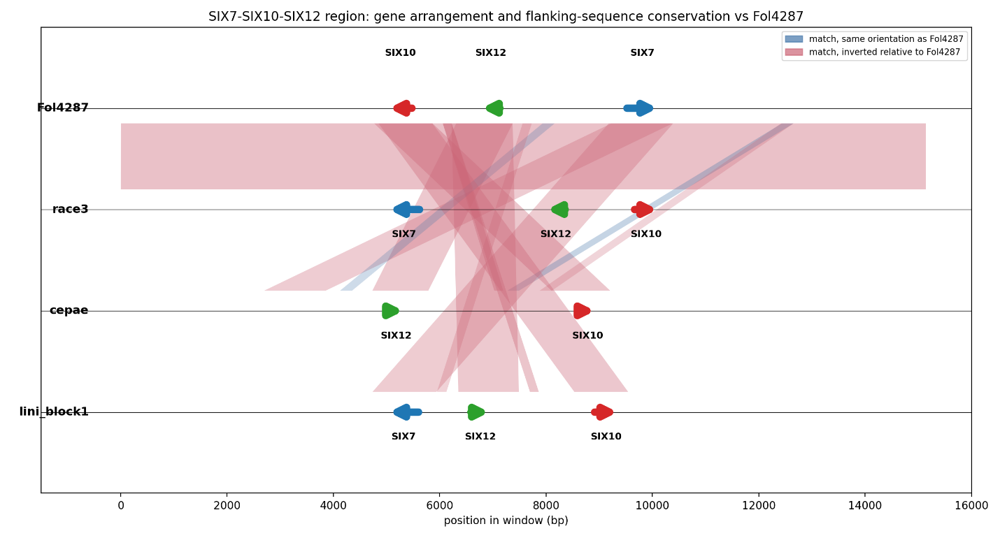 SIX7-SIX10-SIX12 region: gene arrangement and flanking-sequence conservation vs Fol4287
match, same orientation as Fol4287
match, inverted relative to Fol4287
SIX10 SIX12 SIX7
Fol4287
race3
SIX7 SIX12 SIX10
cepae
SIX12 SIX10
lini_block1
SIX7 SIX12 SIX10
0 2000 4000 6000 8000 10000 12000 14000 16000
position in window (bp)